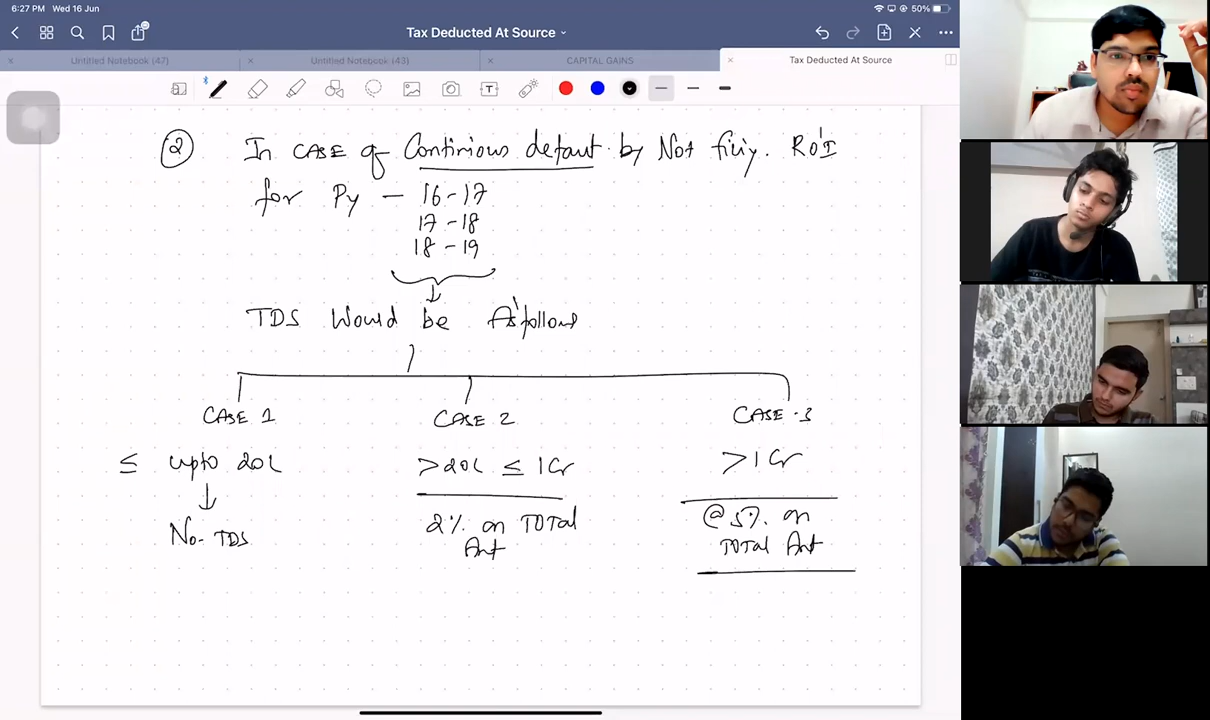 6:27 PM Wed 16 Jun
50%
Tax Deducted At Source
Untitled Notebook (47)
Untitled Notebook (43)
CAPITAL GAINS
Tax Deducted At Source
T
② In CASE of Continious defaut by Not filiy. RoI
for Py - 16-17
17-18
18-19
TDS Would be As follows
CASE 1 CASE 2 CASE-3
≤ upto 20L >20L ≤ 1Cr >1Cr
No-TDS 2% on TOTal Amt @5% on TOTal Amt